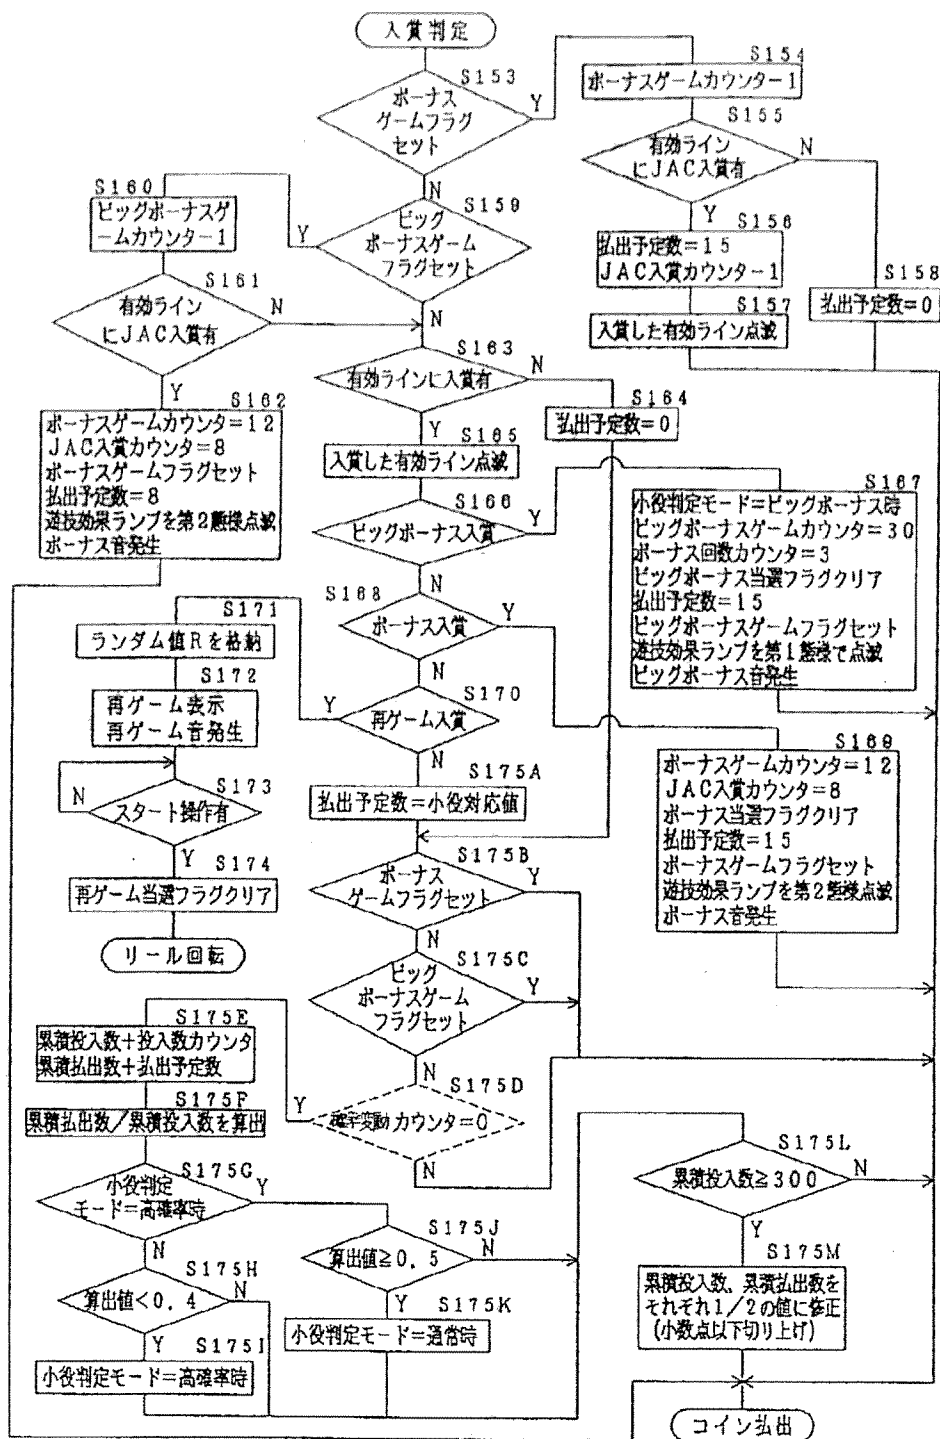 入賞判定
S153
ボーナス
ゲームフラグ
セット
Y
N
S154
ボーナスゲームカウンター1
S155
有効ライン
にJAC入賞有
N
Y
S156
払出予定数=15
JAC入賞カウンター1
S157
入賞した有効ライン点滅
S158
払出予定数=0
S159
ビッグ
ボーナスゲーム
フラグセット
Y
N
S160
ビッグボーナスゲ
ームカウンター1
S161
有効ライン
にJAC入賞有
N
Y
S162
ボーナスゲームカウンタ=12
JAC入賞カウンタ=8
ボーナスゲームフラグセット
払出予定数=8
遊技効果ランプを第2態様点滅
ボーナス音発生
S163
有効ラインに入賞有
N
Y
S164
払出予定数=0
S165
入賞した有効ライン点滅
S166
ビッグボーナス入賞
Y
N
S167
小役判定モード=ビッグボーナス時
ビッグボーナスゲームカウンター=30
ボーナス回数カウンター=3
ビッグボーナス当選フラグクリア
払出予定数=15
ビッグボーナスゲームフラグセット
遊技効果ランプを第1態様で点滅
ビッグボーナス音発生
S168
ボーナス入賞
Y
N
S169
ボーナスゲームカウンター=12
JAC入賞カウンター=8
ボーナス当選フラグクリア
払出予定数=15
ボーナスゲームフラグセット
遊技効果ランプを第2態様点滅
ボーナス音発生
S170
再ゲーム入賞
Y
N
S171
ランダム値Rを格納
S172
再ゲーム表示
再ゲーム音発生
S173
スタート操作有
N
Y
S174
再ゲーム当選フラグクリア
リール回転
S175A
払出予定数=小役対応値
S175B
ボーナス
ゲームフラグセット
Y
N
S175C
ビッグ
ボーナスゲーム
フラグセット
Y
N
S175D
確率変動カウンター=0
Y
N
S175E
累積投入数+投入数カウンタ
累積払出数+払出予定数
S175F
累積払出数/累積投入数を算出
S175G
小役判定
モード=高確率時
Y
N
S175H
算出値<0.4
N
Y
S175I
小役判定モード=高確率時
S175J
算出値≧0.5
N
Y
S175K
小役判定モード=通常時
S175L
累積投入数≧300
N
Y
S175M
累積投入数、累積払出数を
それぞれ1/2の値に修正
(小数点以下切り上げ)
コイン払出